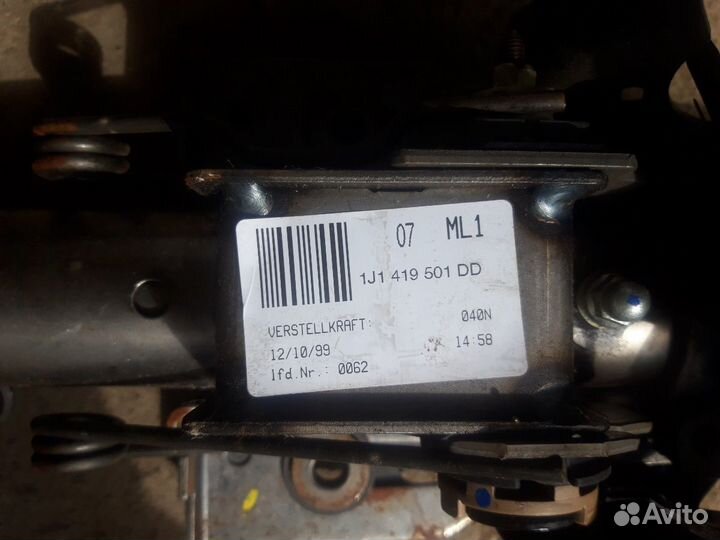 07 ML1
1J1 419 501 DD
VERSTELLKRAFT: 040N
12/10/99 14:58
lfd.Nr.: 0062
Avito